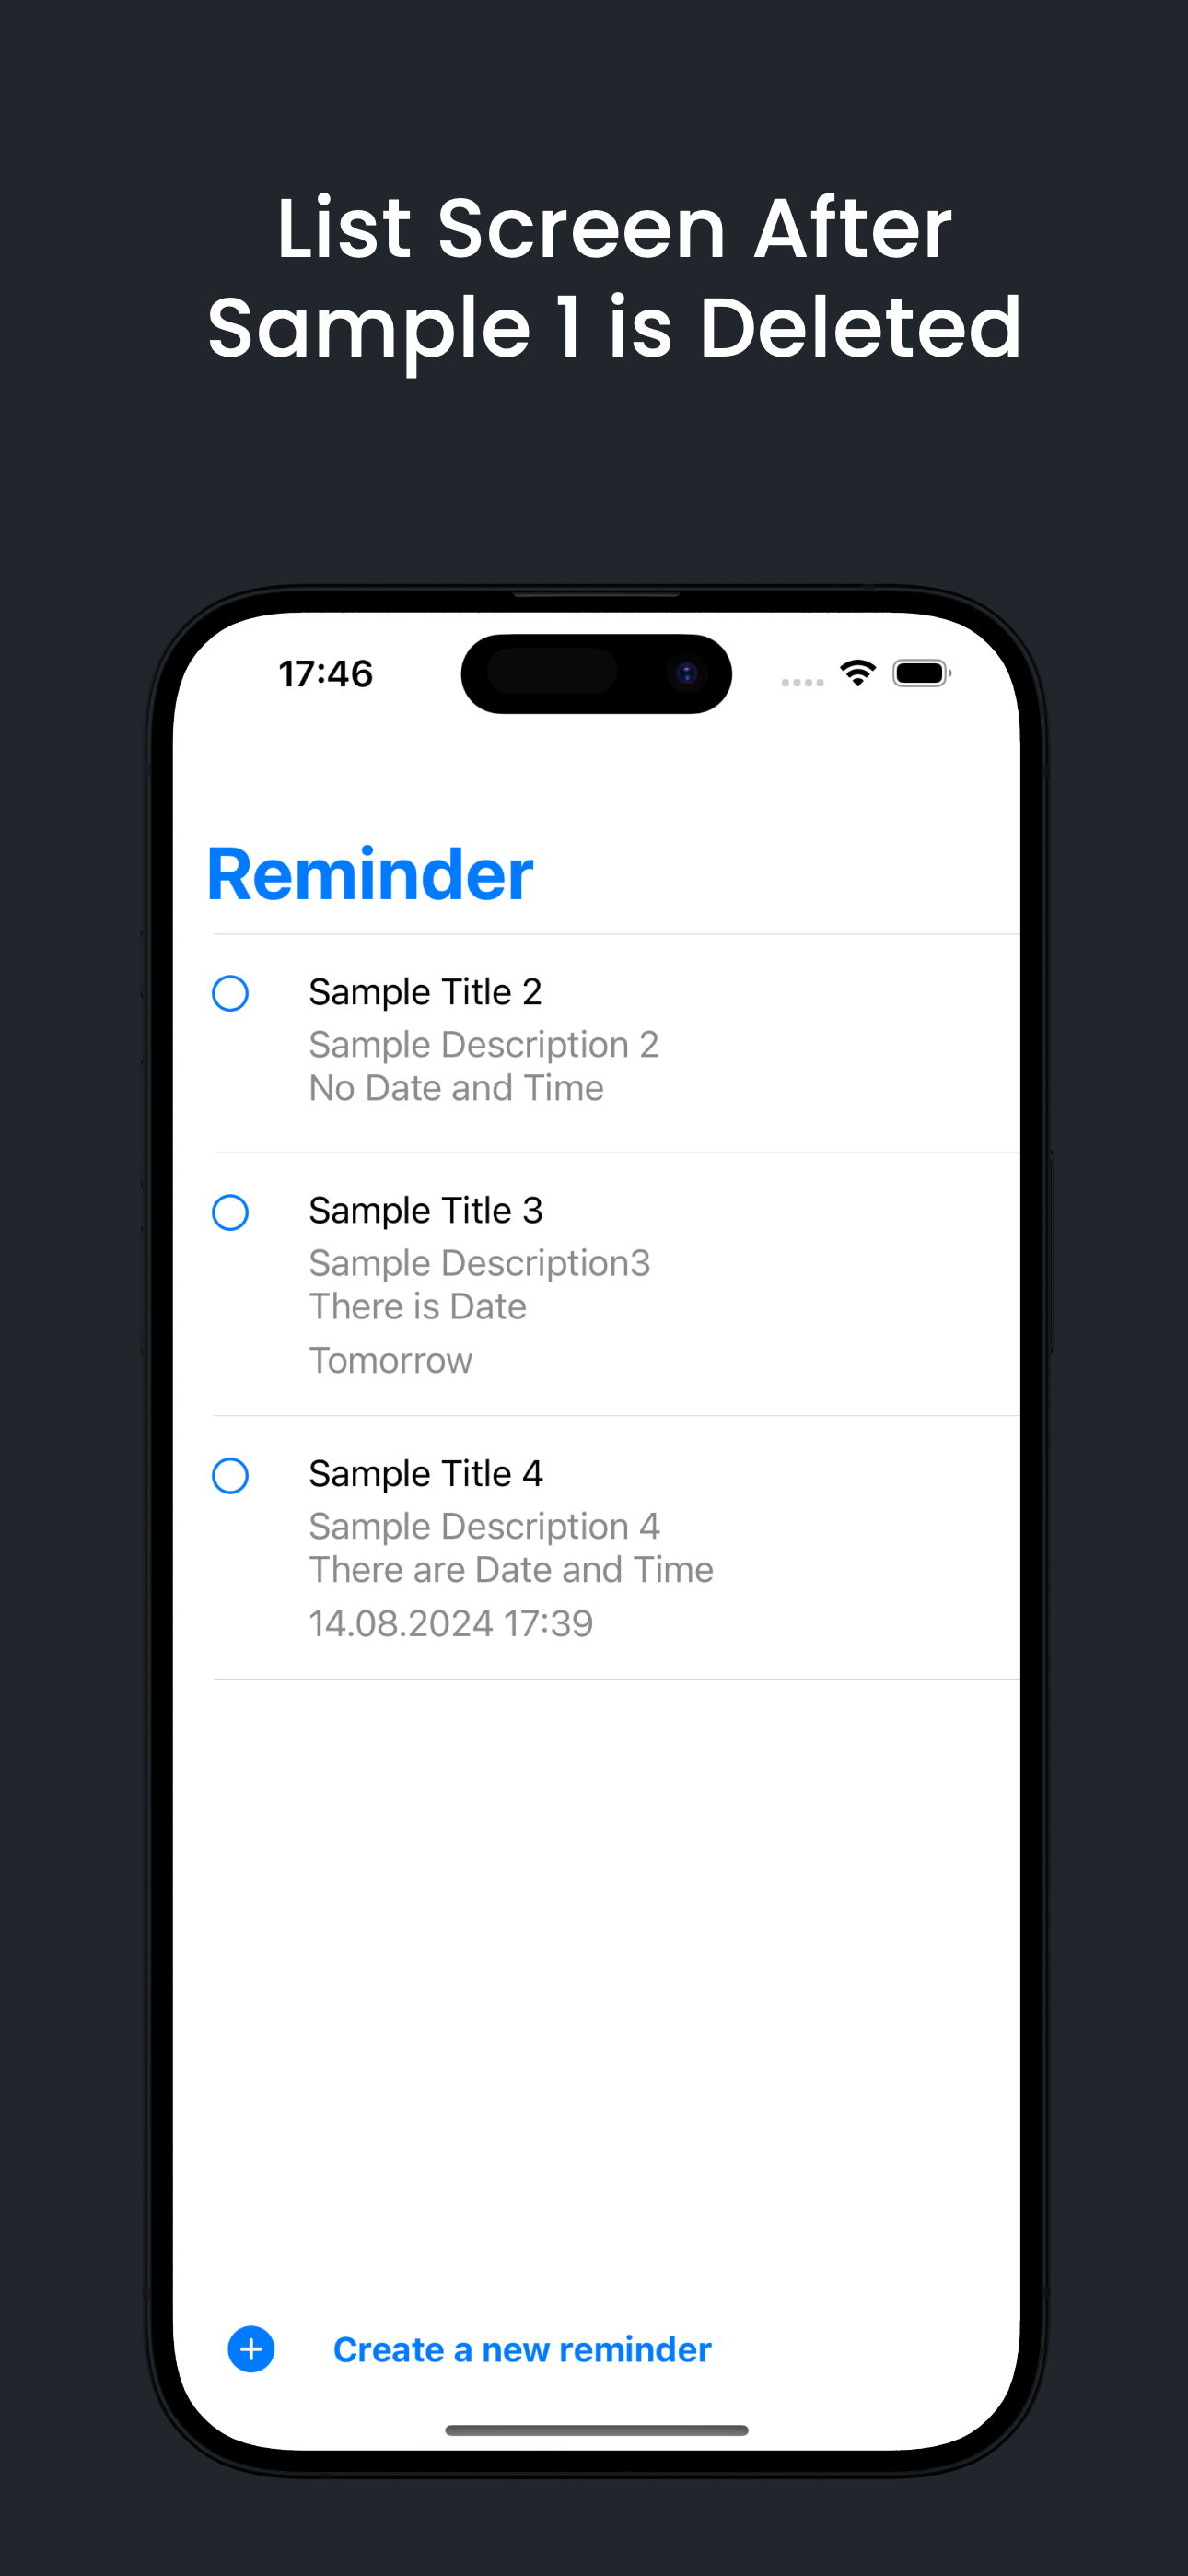 List Screen After
Sample 1 is Deleted
17:46
Reminder
Sample Title 2
Sample Description 2
No Date and Time
Sample Title 3
Sample Description3
There is Date
Tomorrow
Sample Title 4
Sample Description 4
There are Date and Time
14.08.2024 17:39
Create a new reminder